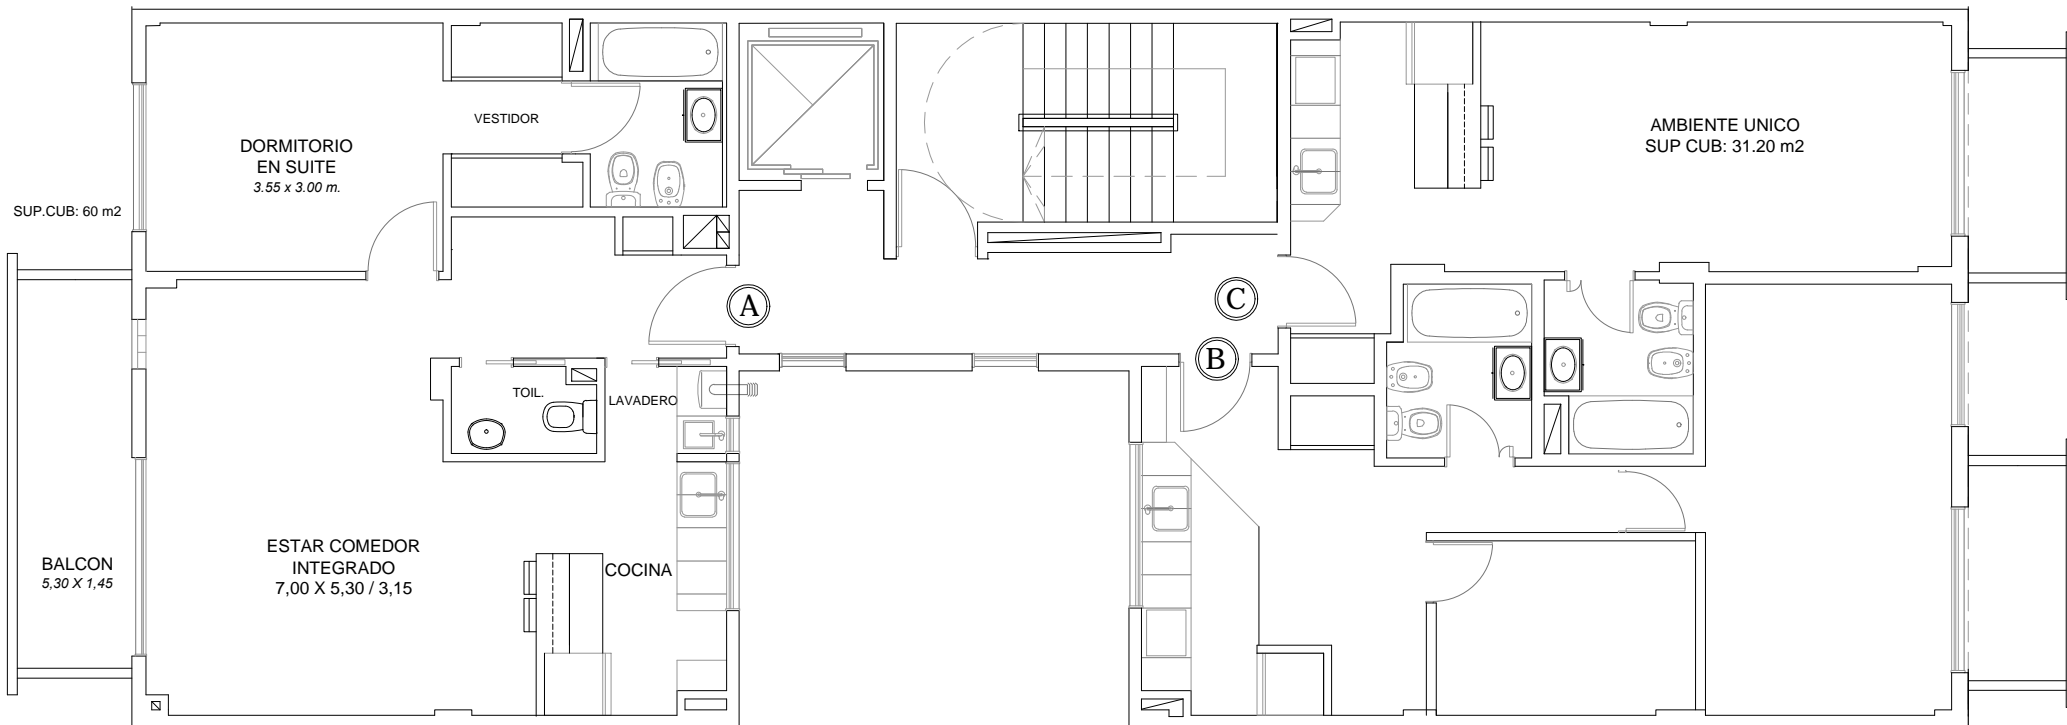 DORMITORIO
EN SUITE
3.55 x 3.00 m.
VESTIDOR
SUP.CUB: 60 m2
AMBIENTE UNICO
SUP CUB: 31.20 m2
A
C
B
TOIL.
LAVADERO
BALCON
5,30 X 1,45
ESTAR COMEDOR
INTEGRADO
7,00 X 5,30 / 3,15
COCINA